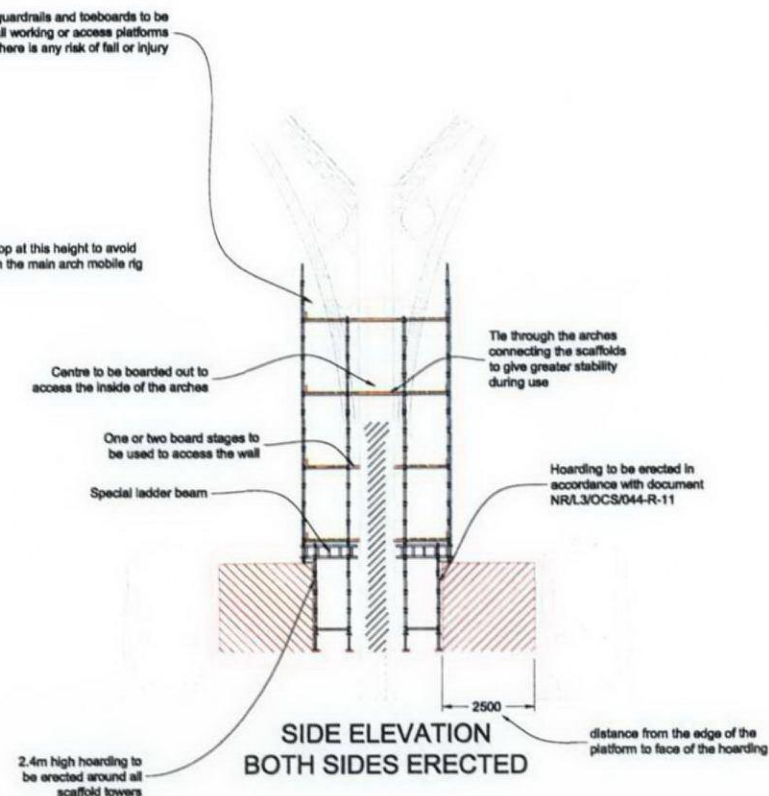 guardrails and toeboards to be
all working or access platforms
there is any risk of fall or injury
op at this height to avoid
the main arch mobile rig
Centre to be boarded out to
access the inside of the arches
Tie through the arches
connecting the scaffolds
to give greater stability
during use
One or two board stages to
be used to access the wall
Special ladder beam
Hoarding to be erected in
accordance with document
NR/L3/OCS/044-R-11
2500
SIDE ELEVATION
BOTH SIDES ERECTED
distance from the edge of the
platform to face of the hoarding
2.4m high hoarding to
be erected around all
scaffold towers